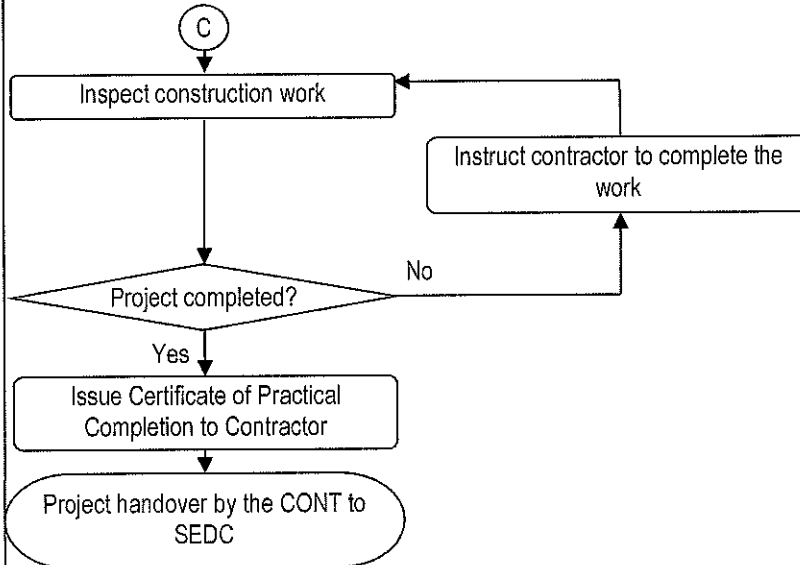 C
Inspect construction work
Instruct contractor to complete the
work
No
Project completed?
Yes
Issue Certificate of Practical
Completion to Contractor
Project handover by the CONT to
SEDC